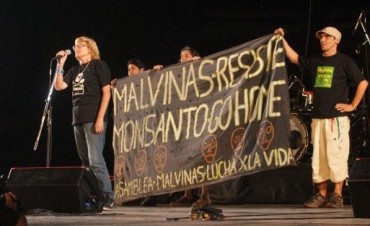 MALVINAS RESISTE
MONSANTO GO HOME
ASAMBLEA-MALVINAS-LUCHA X LA VIDA